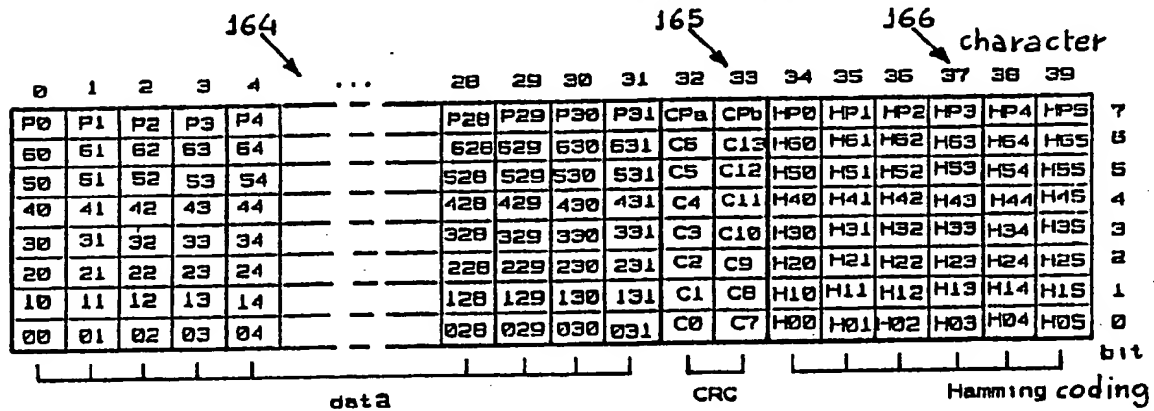 164 165 166
character
0 1 2 3 4 ... 28 29 30 31 32 33 34 35 36 37 38 39
P0 P1 P2 P3 P4 P28 P29 P30 P31 CPa CPb HP0 HP1 HP2 HP3 HP4 HP5 7
60 61 62 63 64 628 629 630 631 C6 C13 H60 H61 H62 H63 H64 H65 6
50 51 52 53 54 528 529 530 531 C5 C12 H50 H51 H52 H53 H54 H55 5
40 41 42 43 44 428 429 430 431 C4 C11 H40 H41 H42 H43 H44 H45 4
30 31 32 33 34 328 329 330 331 C3 C10 H30 H31 H32 H33 H34 H35 3
20 21 22 23 24 228 229 230 231 C2 C9 H20 H21 H22 H23 H24 H25 2
10 11 12 13 14 128 129 130 131 C1 C8 H10 H11 H12 H13 H14 H15 1
00 01 02 03 04 028 029 030 031 C0 C7 H00 H01 H02 H03 H04 H05 0
bit
data CRC Hamming coding